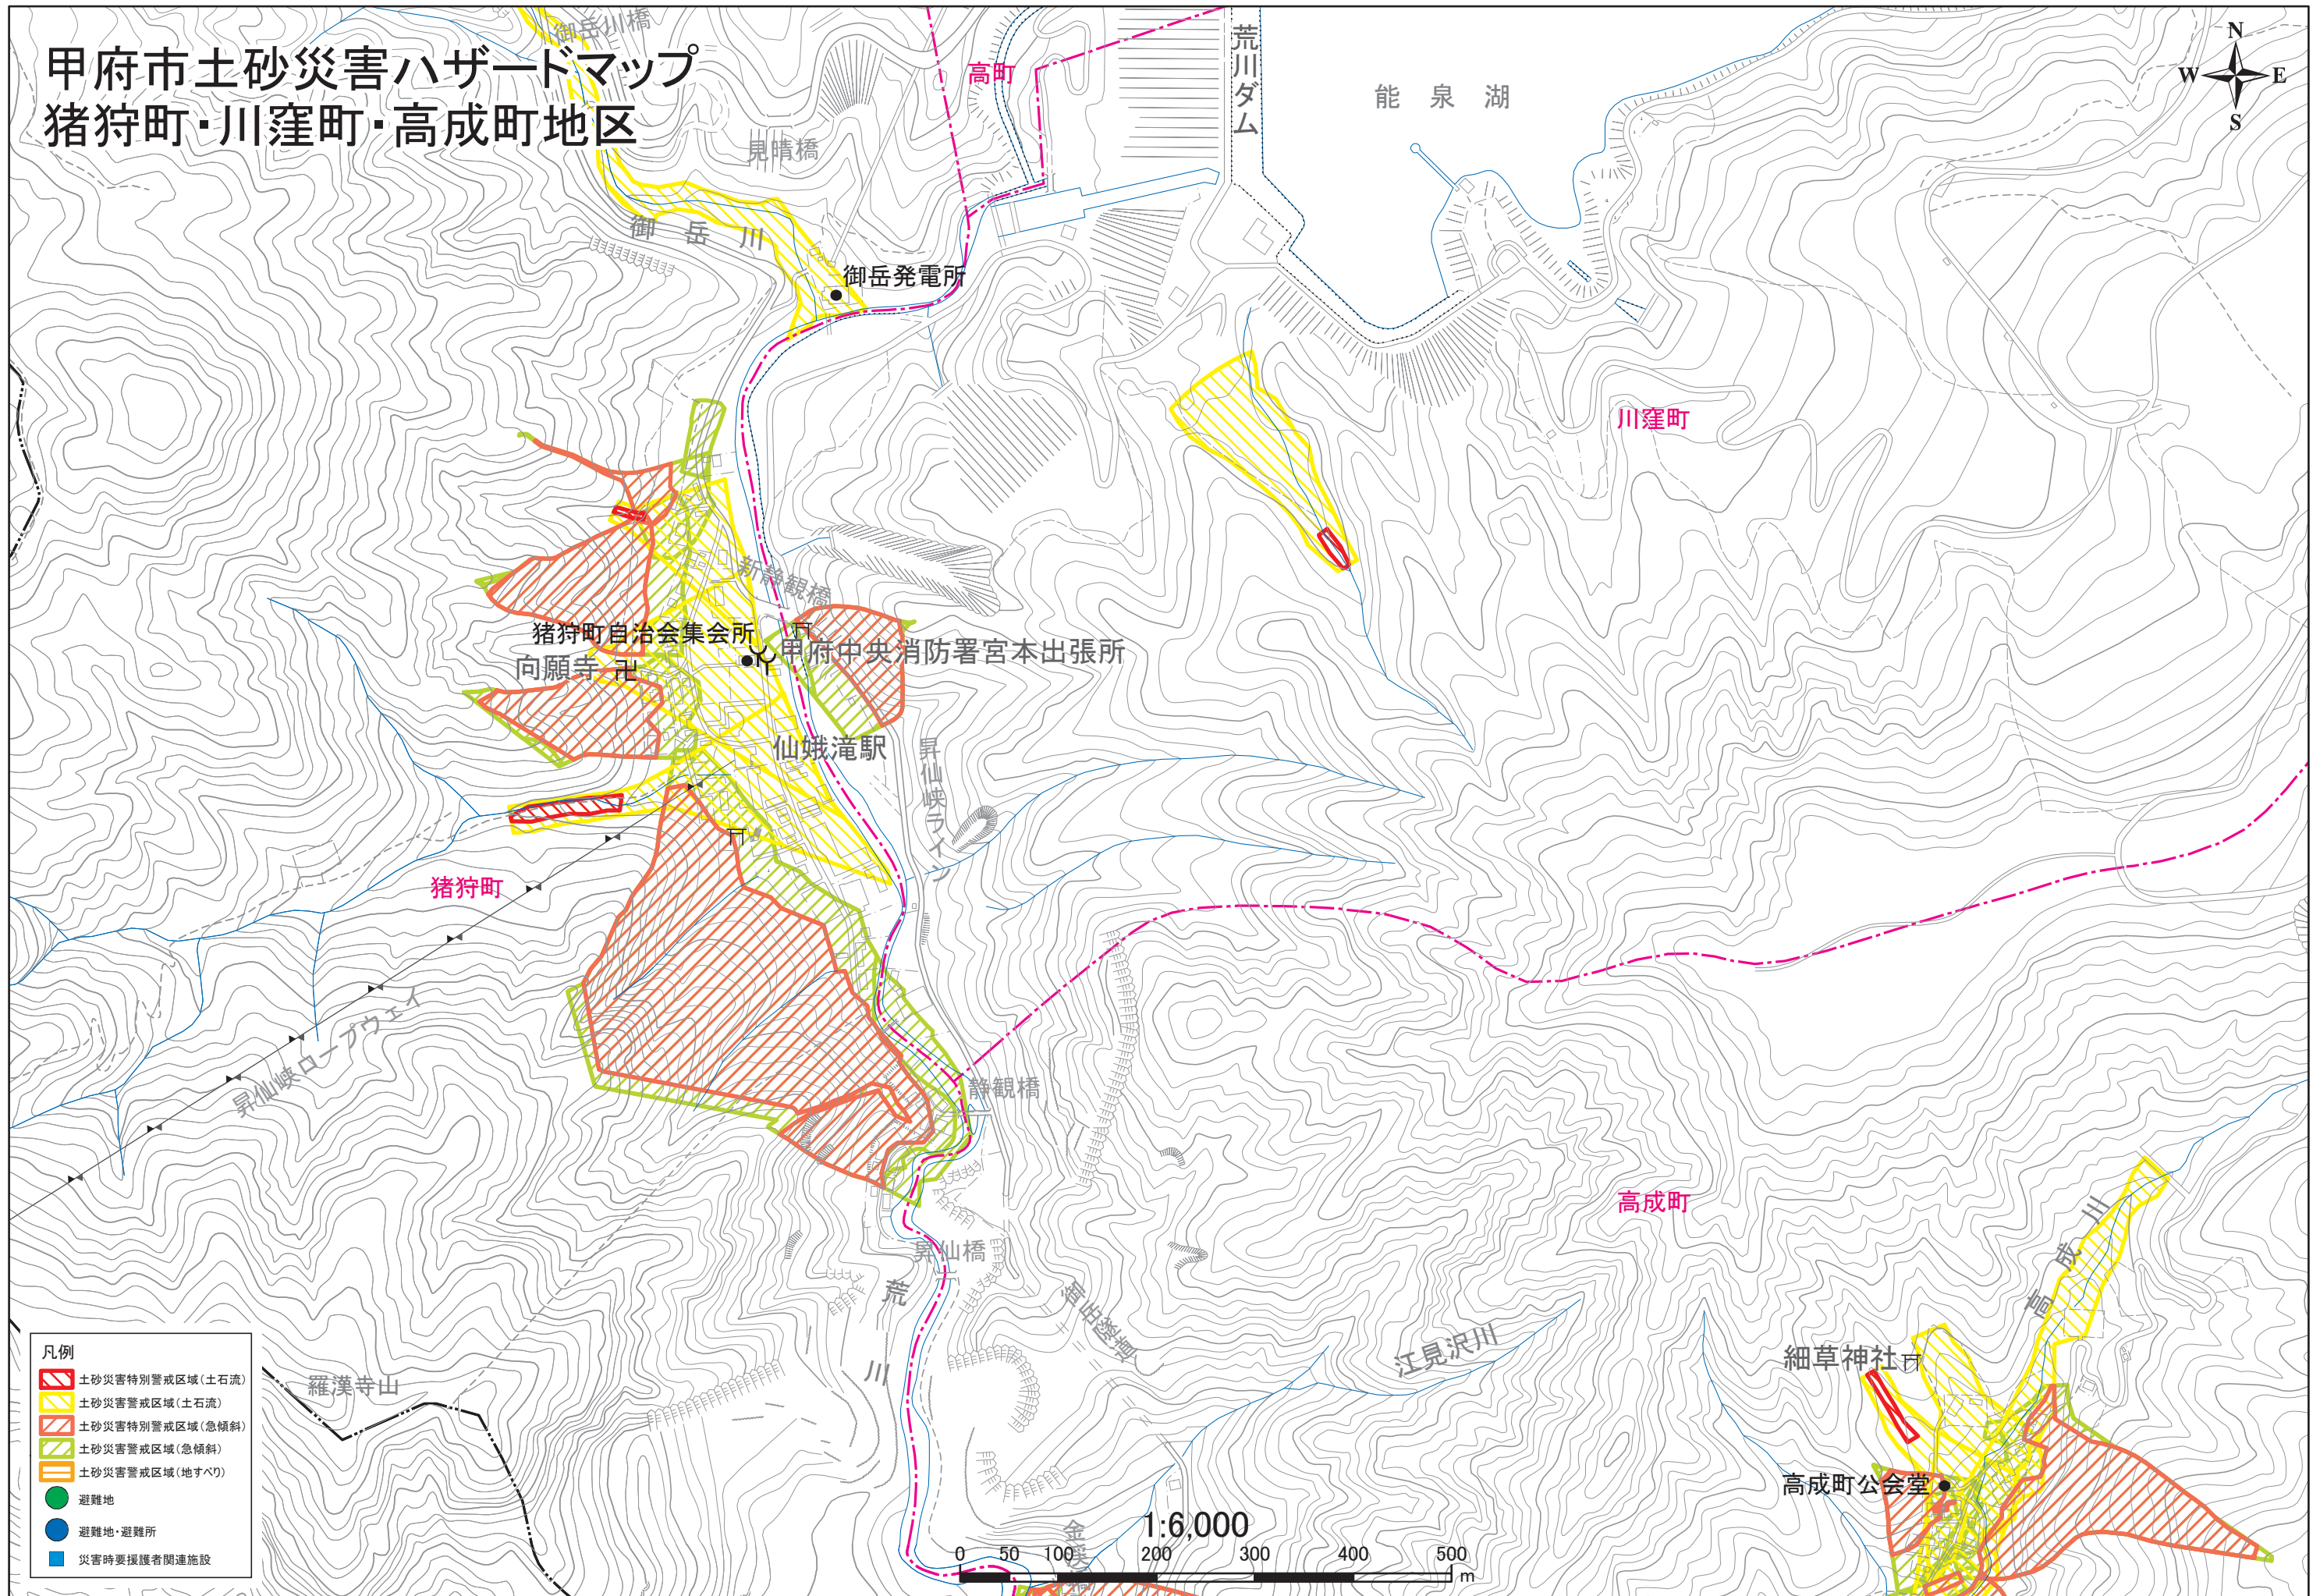 甲府市土砂災害ハザードマップ
猪狩町・川窪町・高成町地区
御岳川橋
高町
荒川ダム
能泉湖
N
W
E
S
見晴橋
御岳川
御岳発電所
川窪町
新静観橋
猪狩町自治会集会所
甲府中央消防署宮本出張所
向願寺
仙娥滝駅
昇仙峡ライン
猪狩町
昇仙峡ロープウェイ
静観橋
高成町
高成川
昇仙橋
荒川
御岳隧道
江見沢川
細草神社
羅漢寺山
高成町公会堂
金渓橋
1:6,000
0 50 100 200 300 400 500
m
凡例
土砂災害特別警戒区域(土石流)
土砂災害警戒区域(土石流)
土砂災害特別警戒区域(急傾斜)
土砂災害警戒区域(急傾斜)
土砂災害警戒区域(地すべり)
避難地
避難地・避難所
災害時要援護者関連施設